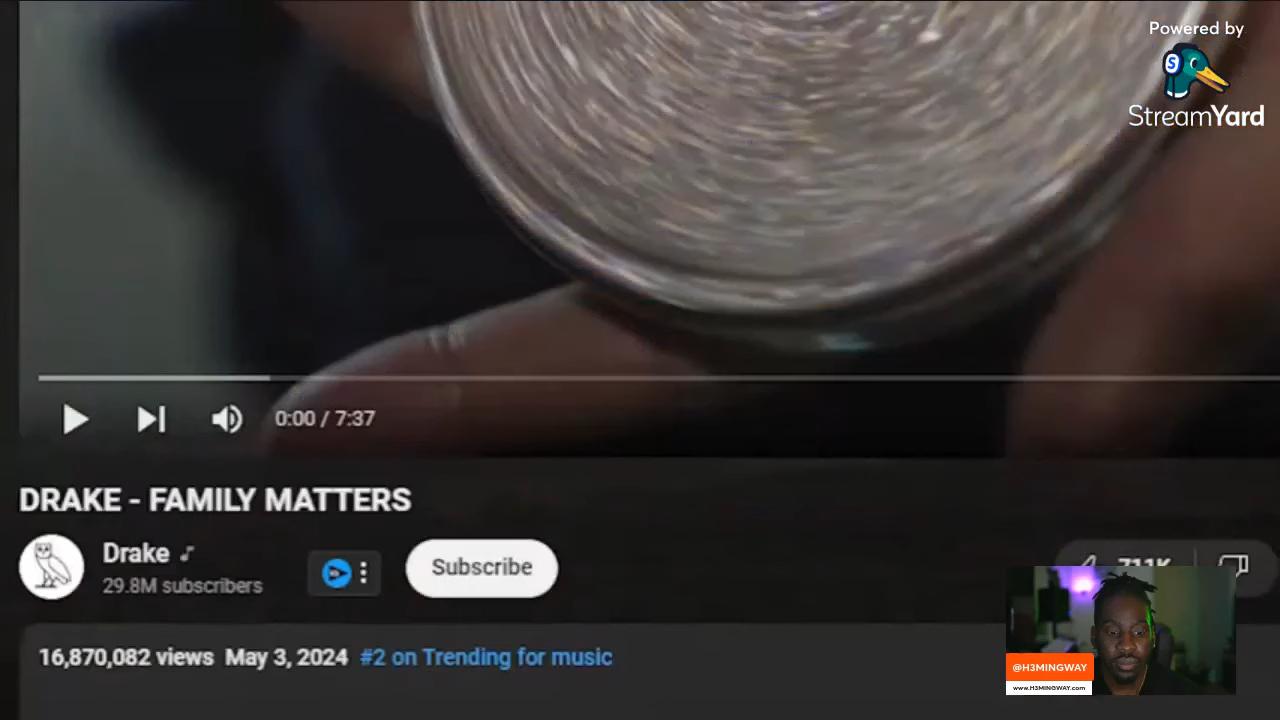 Powered by
S
StreamYard
0:00 / 7:37
DRAKE - FAMILY MATTERS
Drake
29.8M subscribers
Subscribe
711K
16,870,082 views May 3, 2024 #2 on Trending for music
@H3MINGWAY
www.H3MINGWAY.com